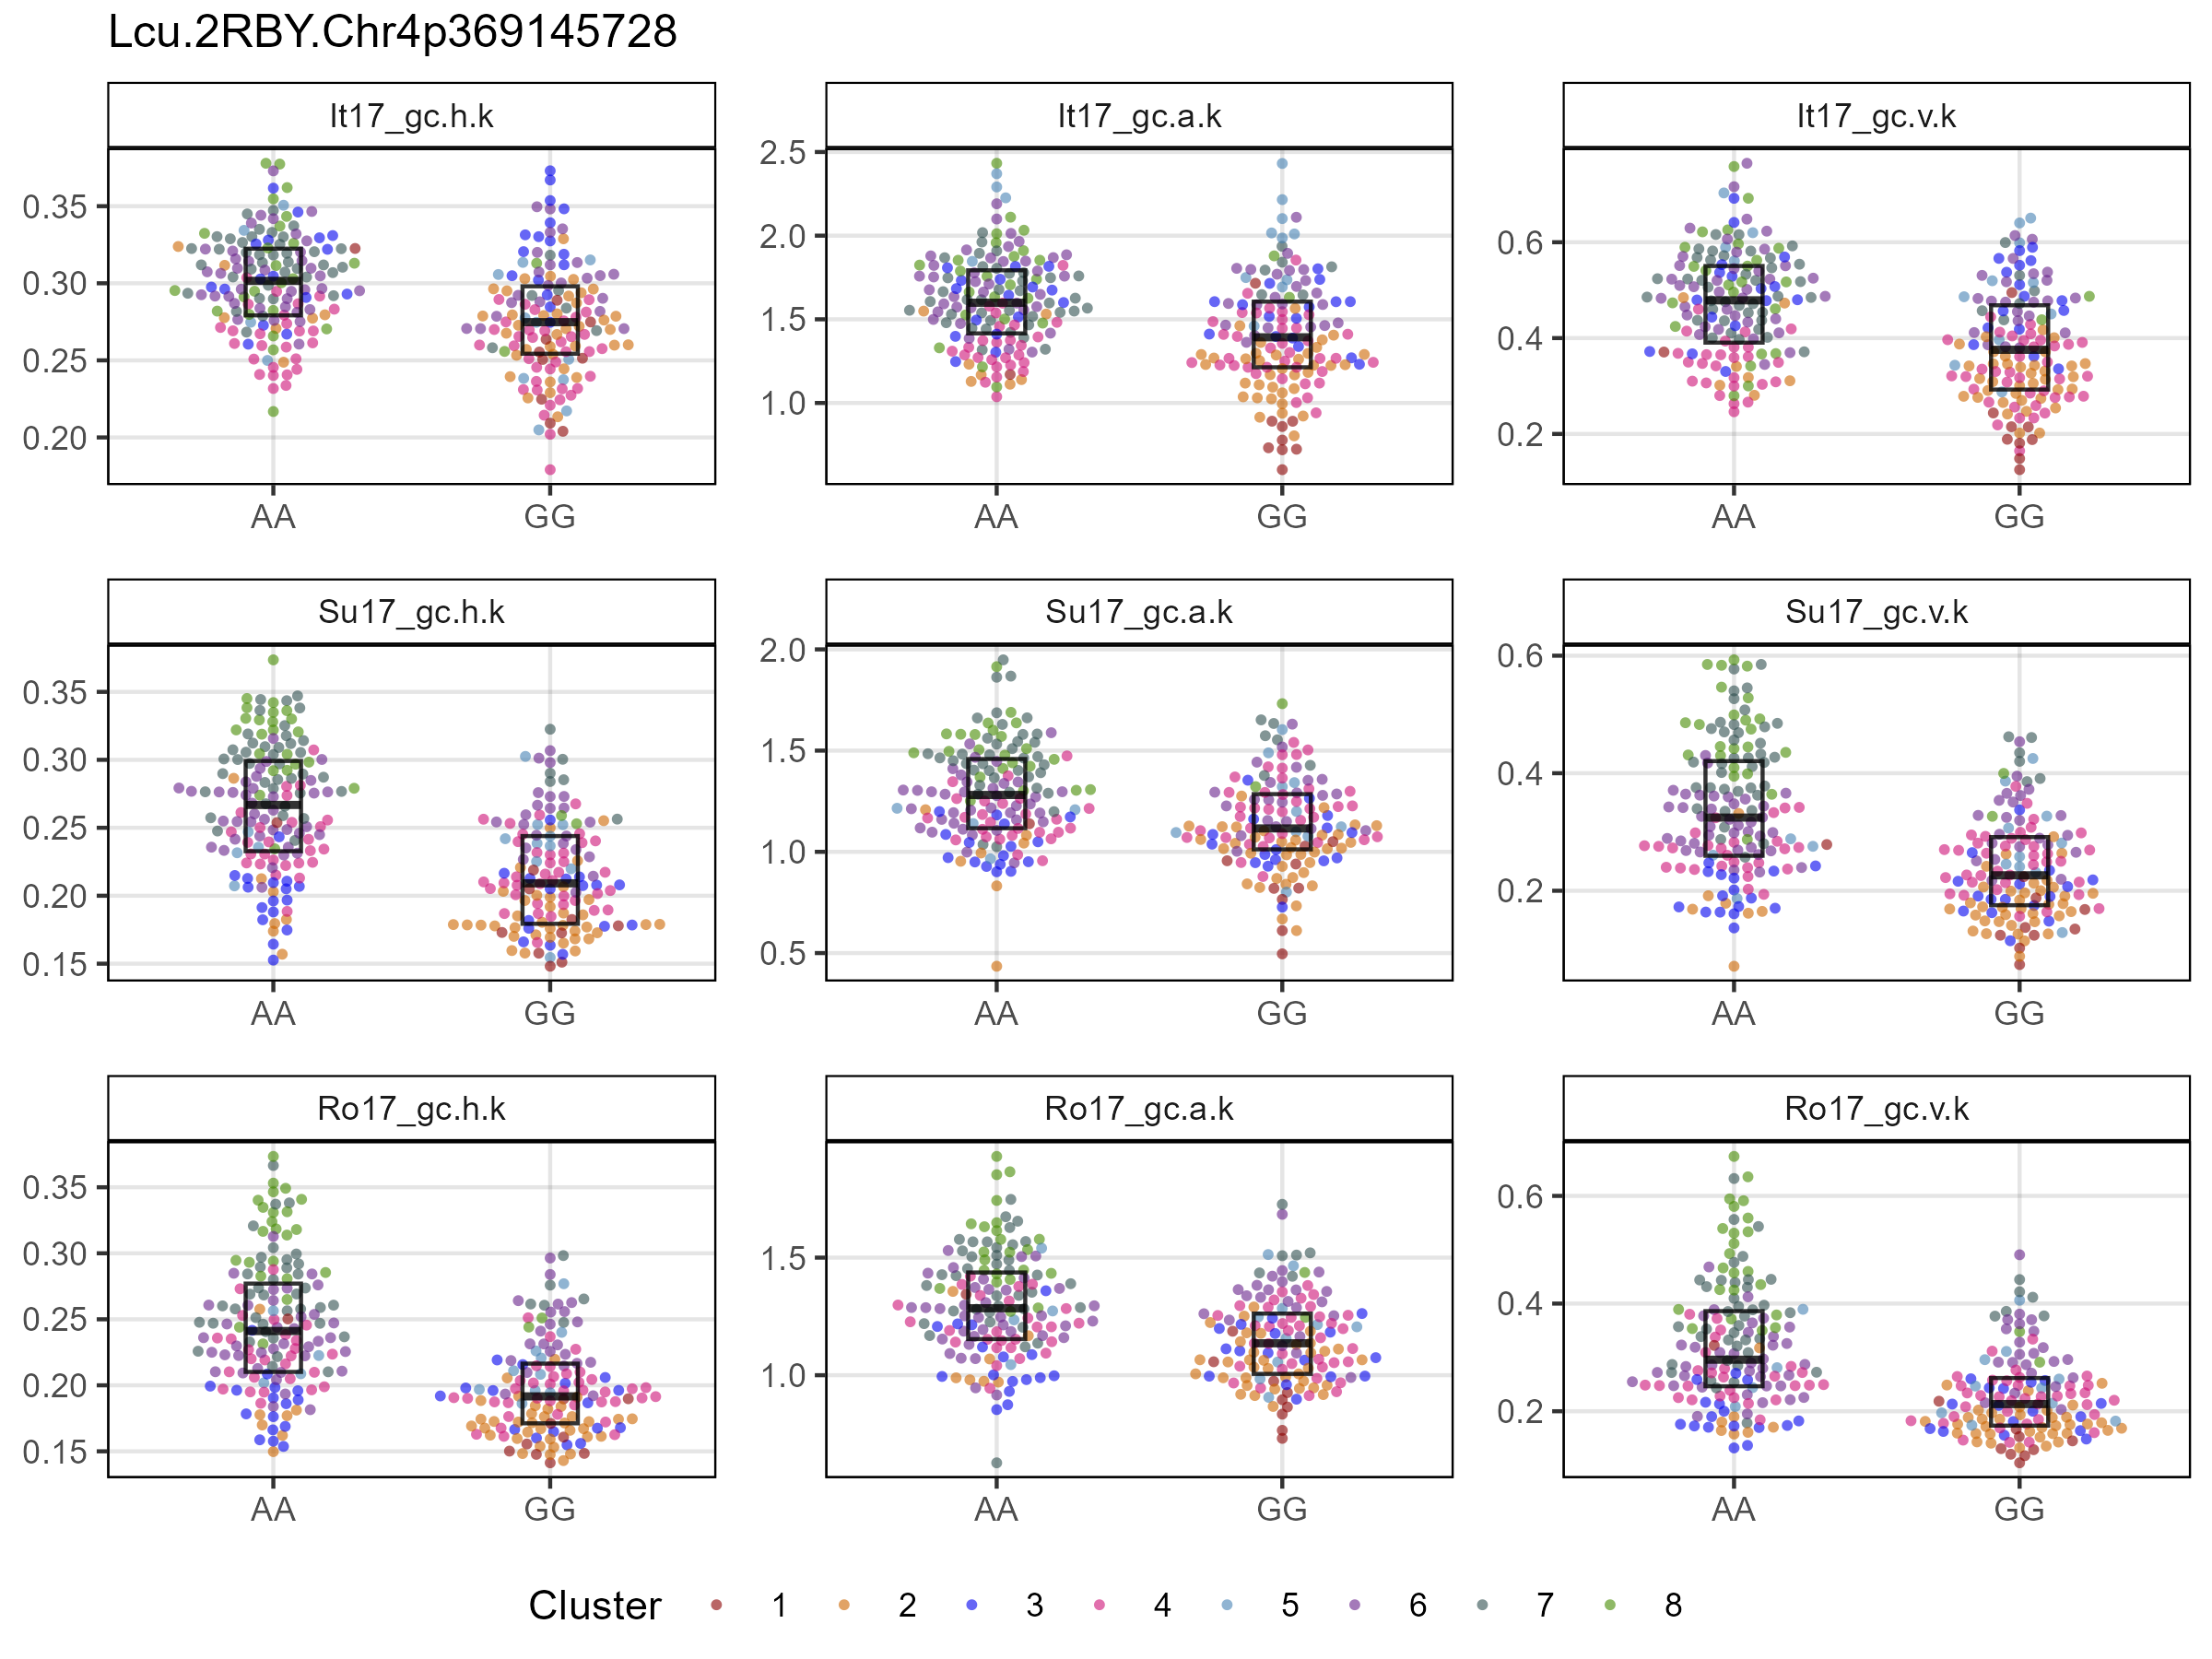 Lcu.2RBY.Chr4p369145728
It17_gc.h.k
It17_gc.a.k
It17_gc.v.k
0.35
0.30
0.25
0.20
2.5
2.0
1.5
1.0
0.6
0.4
0.2
AA GG
AA GG
AA GG
Su17_gc.h.k
Su17_gc.a.k
Su17_gc.v.k
0.35
0.30
0.25
0.20
0.15
2.0
1.5
1.0
0.5
0.6
0.4
0.2
AA GG
AA GG
AA GG
Ro17_gc.h.k
Ro17_gc.a.k
Ro17_gc.v.k
0.35
0.30
0.25
0.20
0.15
1.5
1.0
0.6
0.4
0.2
AA GG
AA GG
AA GG
Cluster 1 2 3 4 5 6 7 8